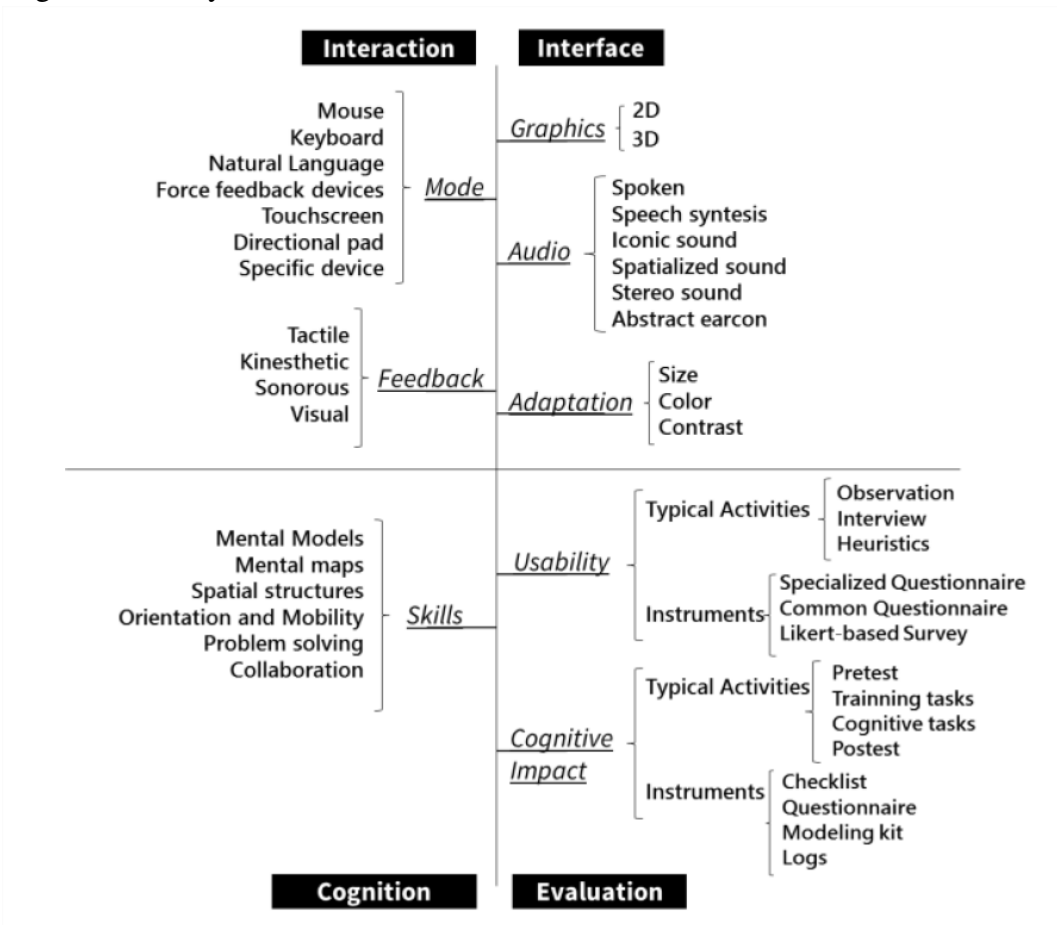 Interaction
Interface
Mouse
Keyboard
Natural Language
Force feedback devices
Touchscreen
Directional pad
Specific device
Mode
Tactile
Kinesthetic
Sonorous
Visual
Feedback
Graphics
2D
3D
Audio
Spoken
Speech syntesis
Iconic sound
Spatialized sound
Stereo sound
Abstract earcon
Adaptation
Size
Color
Contrast
Mental Models
Mental maps
Spatial structures
Orientation and Mobility
Problem solving
Collaboration
Skills
Usability
Typical Activities
Observation
Interview
Heuristics
Instruments
Specialized Questionnaire
Common Questionnaire
Likert-based Survey
Cognitive
Impact
Typical Activities
Pretest
Trainning tasks
Cognitive tasks
Postest
Instruments
Checklist
Questionnaire
Modeling kit
Logs
Cognition
Evaluation